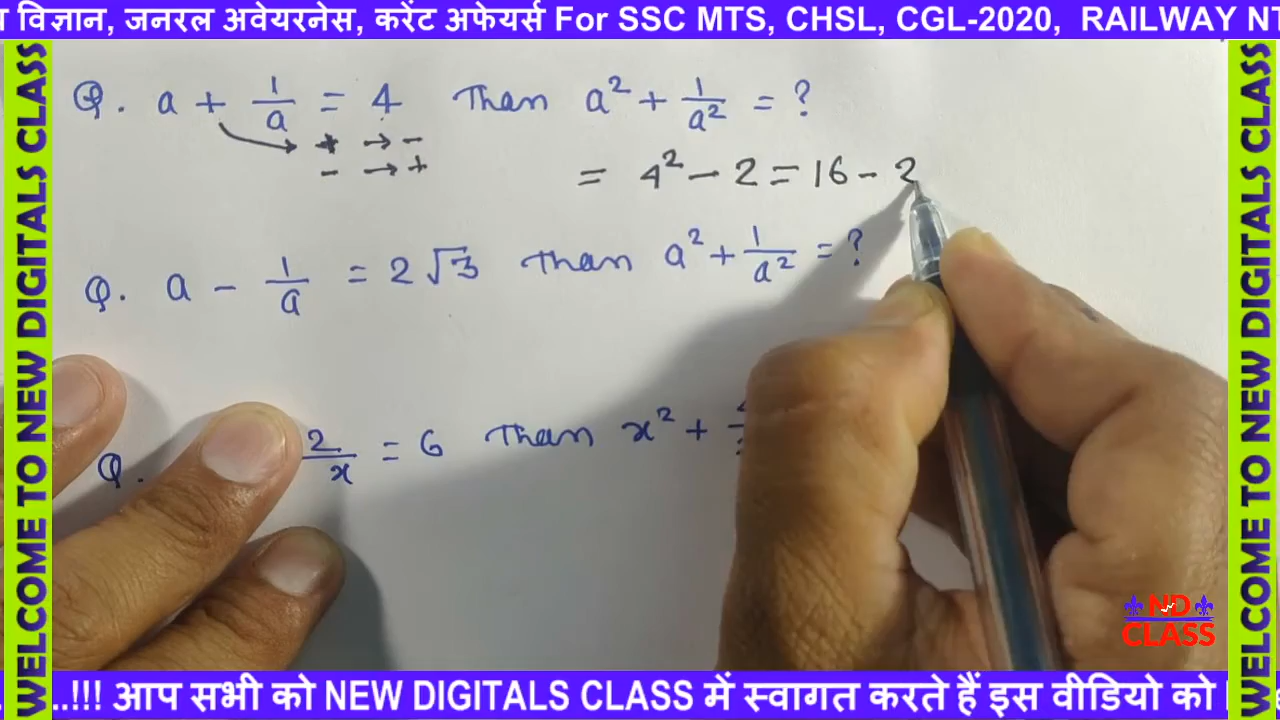 विज्ञान, जनरल अवेयरनेस, करेंट अफेयर्स For SSC MTS, CHSL, CGL-2020, RAILWAY
WELCOME TO NEW DIGITALS CLASS
WELCOME TO NEW DIGITALS CLASS
Q. a + 1/a = 4 Than a² + 1/a² = ?
+ → -
- → +
= 4² - 2 = 16 - 2
Q. a - 1/a = 2√3 Than a² + 1/a² = ?
Q. 2/x = 6 Than x² +
ND
CLASS
...!!! आप सभी को NEW DIGITALS CLASS में स्वागत करते हैं इस वीडियो को